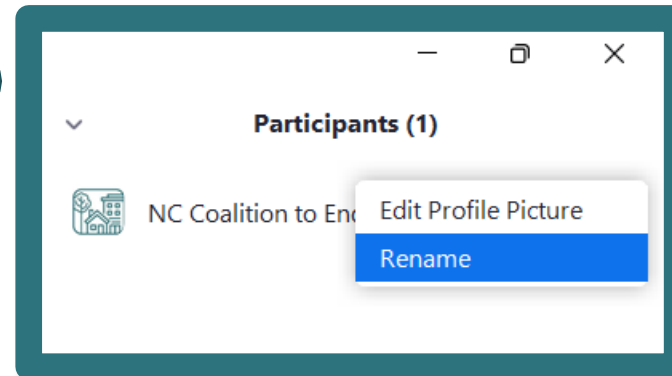 Participants (1)
NC Coalition to End
Edit Profile Picture
Rename